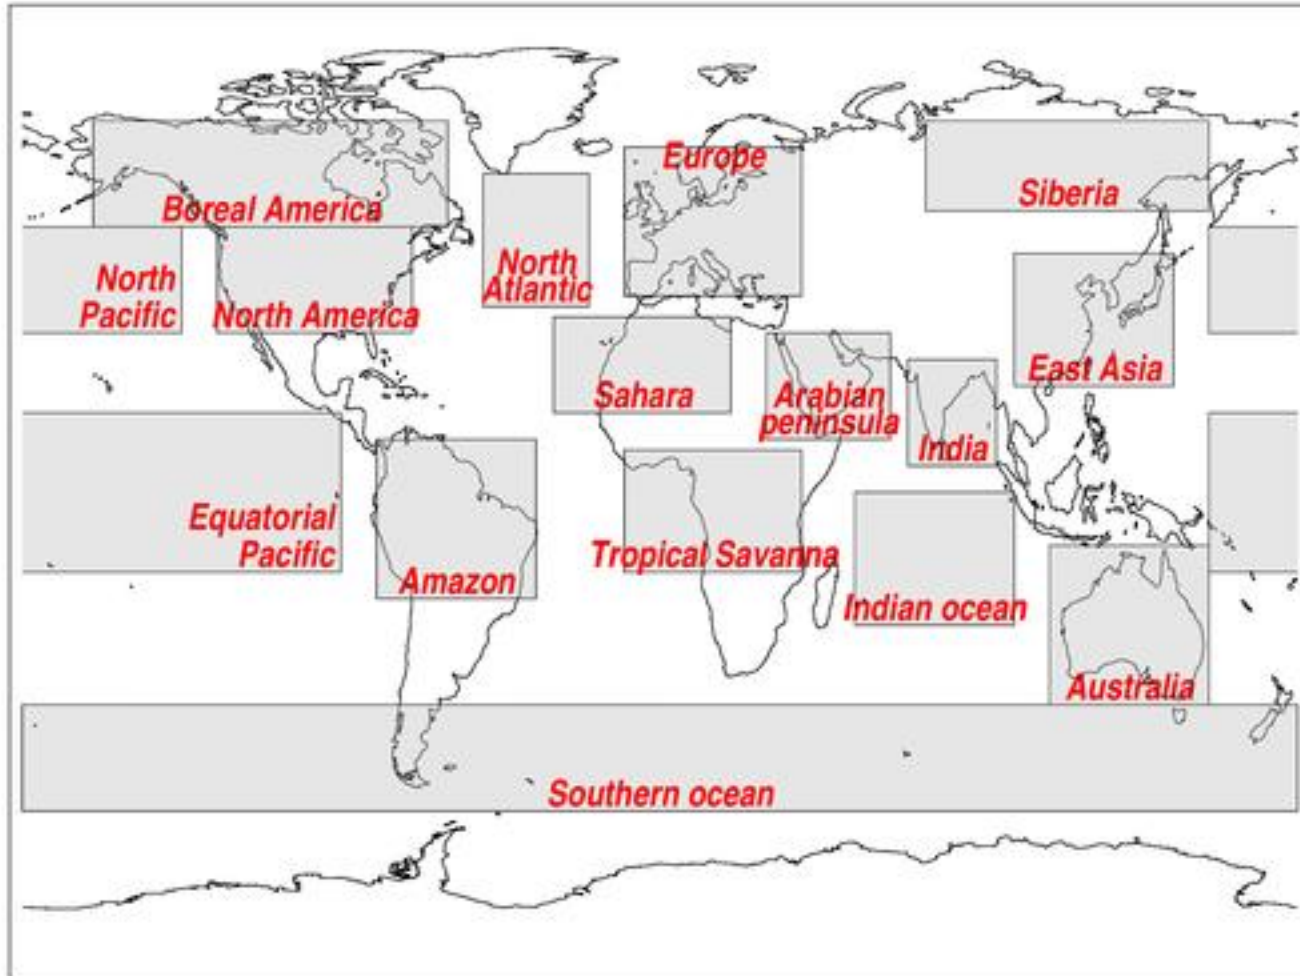 Europe
Boreal America
Siberia
North
Pacific
North America
North
Atlantic
East Asia
Sahara
Arabian
peninsula
India
Equatorial
Pacific
Amazon
Tropical Savanna
Indian ocean
Australia
Southern ocean